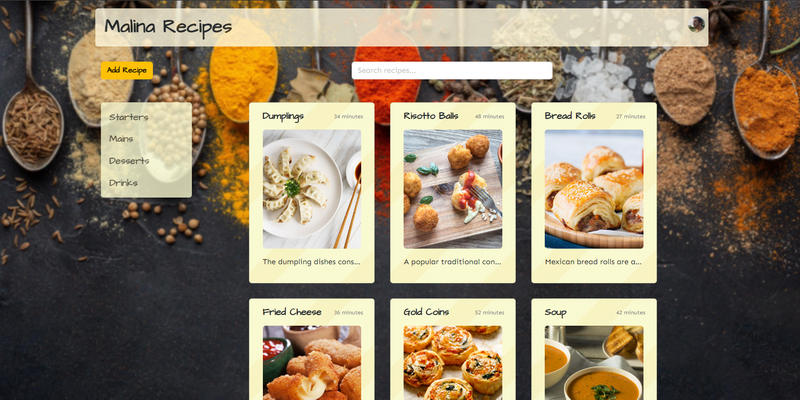 Malina Recipes
Add Recipe
Search recipes...
Starters
Mains
Desserts
Drinks
Dumplings 34 minutes
Risotto Balls 48 minutes
Bread Rolls 27 minutes
The dumpling dishes cons...
A popular traditional con...
Mexican bread rolls are a...
Fried Cheese 36 minutes
Gold Coins 52 minutes
Soup 42 minutes